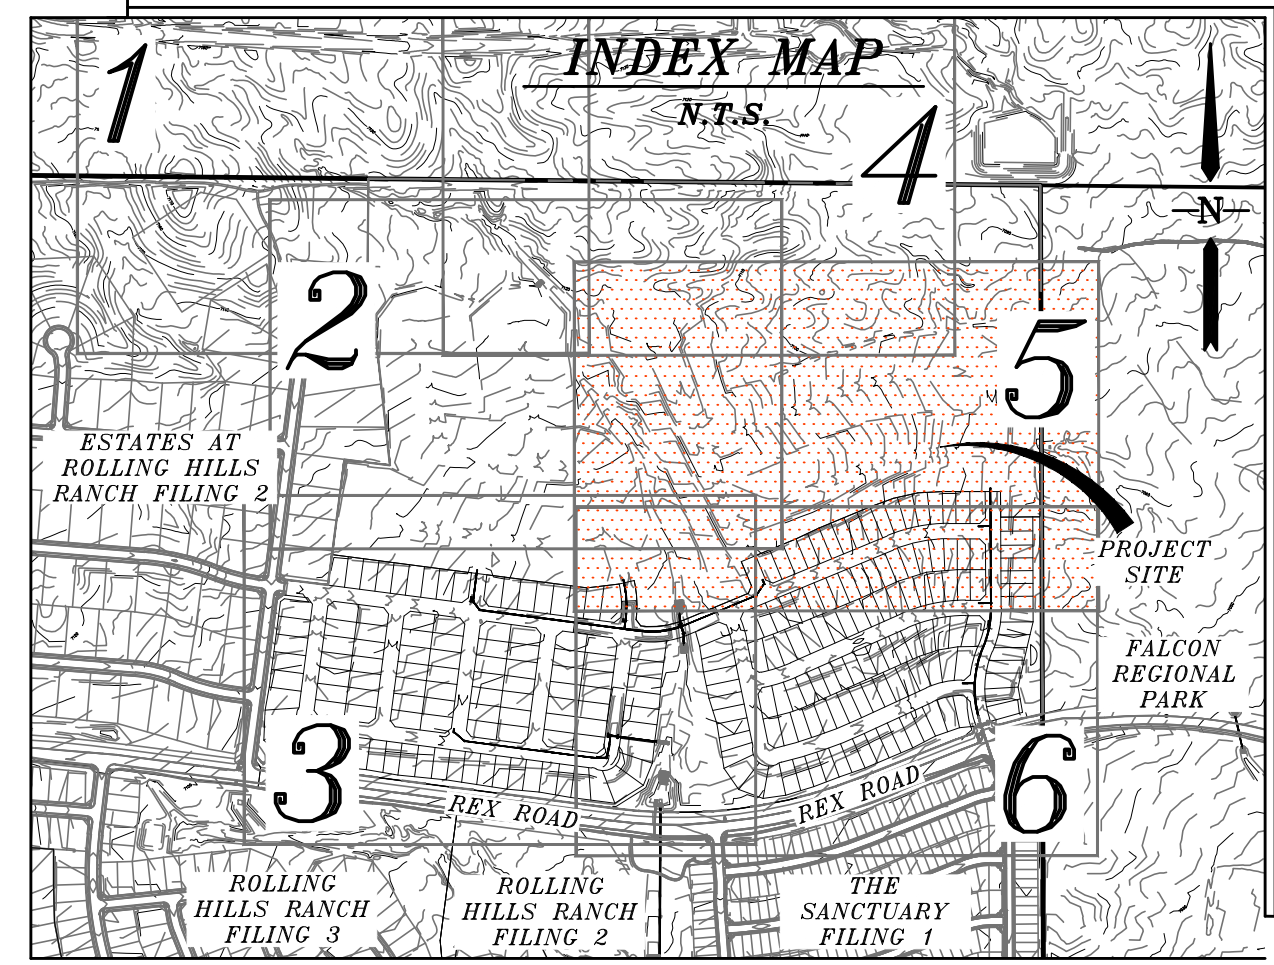 INDEX MAP
N.T.S.
1
4
N
2
5
ESTATES AT
ROLLING HILLS
RANCH FILING 2
PROJECT
SITE
FALCON
REGIONAL
PARK
3
6
REX ROAD
REX ROAD
ROLLING
HILLS RANCH
FILING 3
ROLLING
HILLS RANCH
FILING 2
THE
SANCTUARY
FILING 1